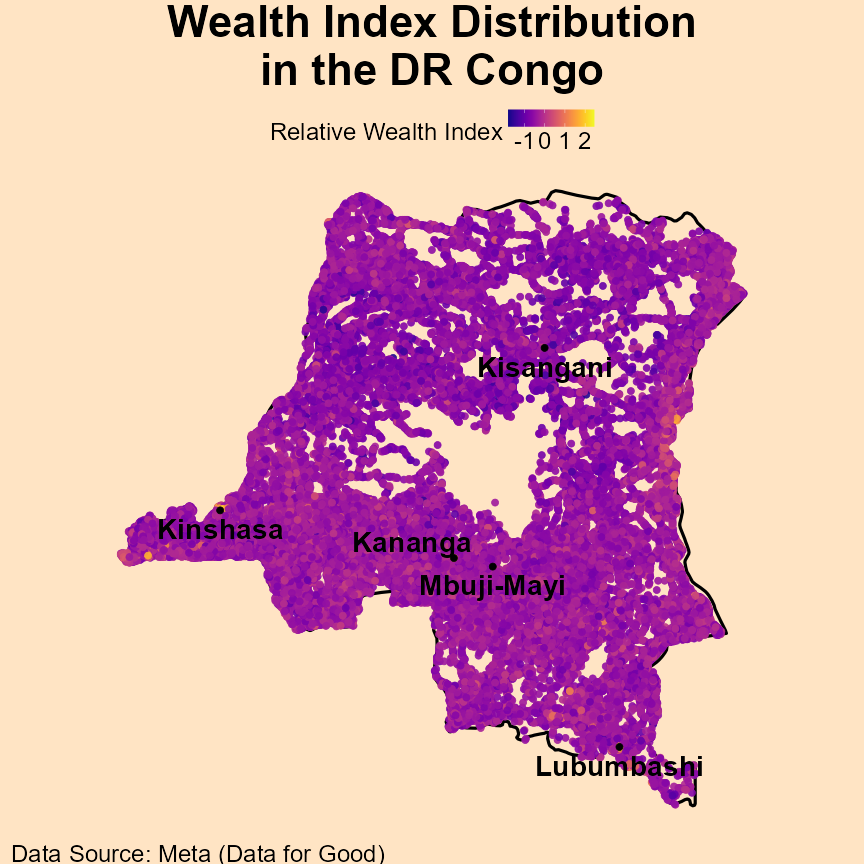 Wealth Index Distribution
in the DR Congo
Relative Wealth Index
-1 0 1 2
Kisangani
Kinshasa
Kananga
Mbuji-Mayi
Lubumbashi
Data Source: Meta (Data for Good)